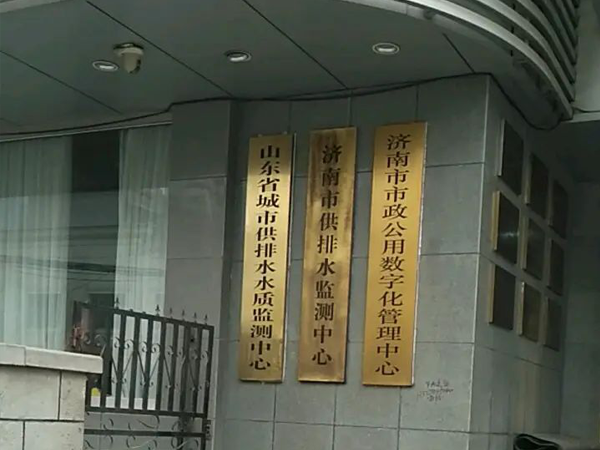 山东省城市供排水水质监测中心
济南市供排水监测中心
济南市市政公用数字化管理中心